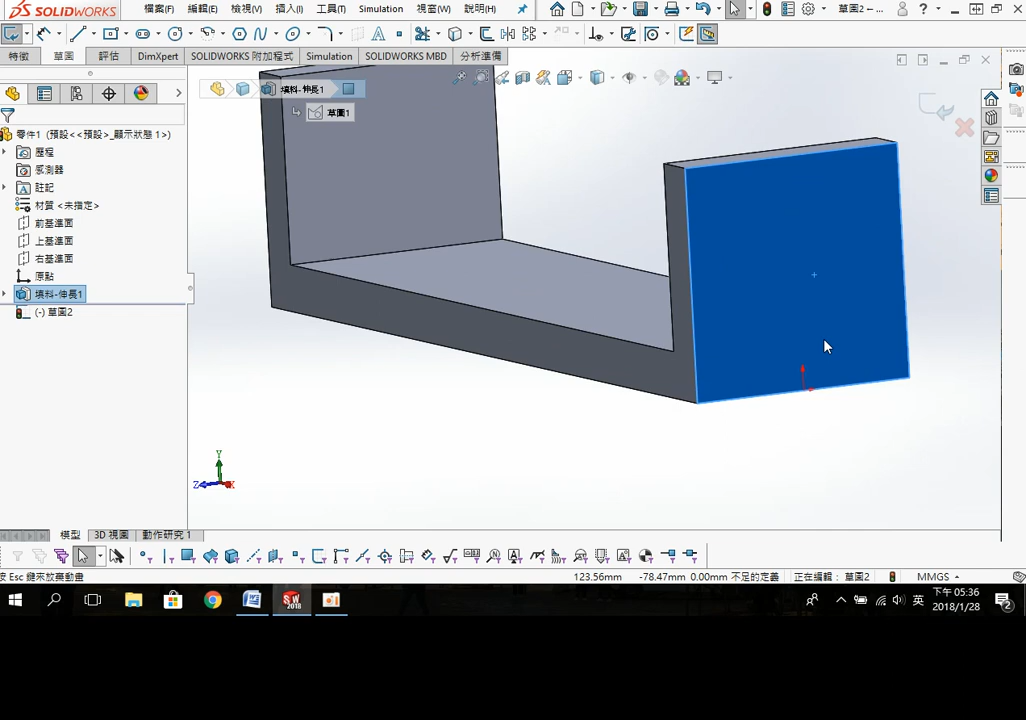 SOLIDWORKS 檔案(F) 編輯(E) 檢視(V) 插入(I) 工具(T) Simulation 視窗(W) 說明(H) 草圖2 –... ?
特徵 草圖 評估 DimXpert SOLIDWORKS 附加程式 Simulation SOLIDWORKS MBD 分析準備
填料-伸長1
草圖1
零件1 (預設<<預設>_顯示狀態 1>)
歷程
感測器
註記
材質 <未指定>
前基準面
上基準面
右基準面
原點
填料-伸長1
(-) 草圖2
Y
Z
X
模型 3D 視圖 動作研究 1
按 Esc 鍵來放棄動畫 123.56mm -78.47mm 0.00mm 不足的定義 正在編輯：草圖2 MMGS
SW
2018
英
下午 05:36
2018/1/28
2